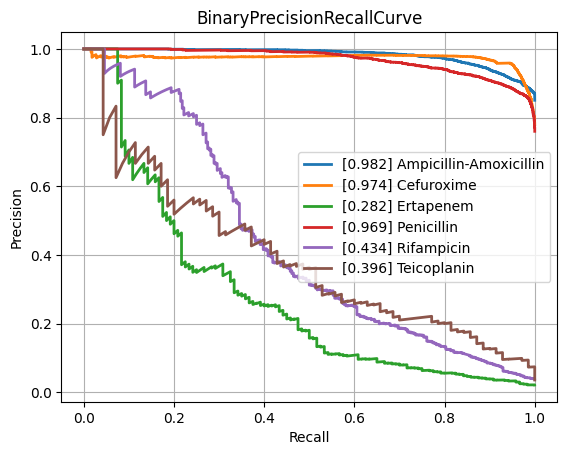 BinaryPrecisionRecallCurve
1.0
0.8
0.6
0.4
0.2
0.0
Precision
[0.982] Ampicillin-Amoxicillin
[0.974] Cefuroxime
[0.282] Ertapenem
[0.969] Penicillin
[0.434] Rifampicin
[0.396] Teicoplanin
0.0 0.2 0.4 0.6 0.8 1.0
Recall